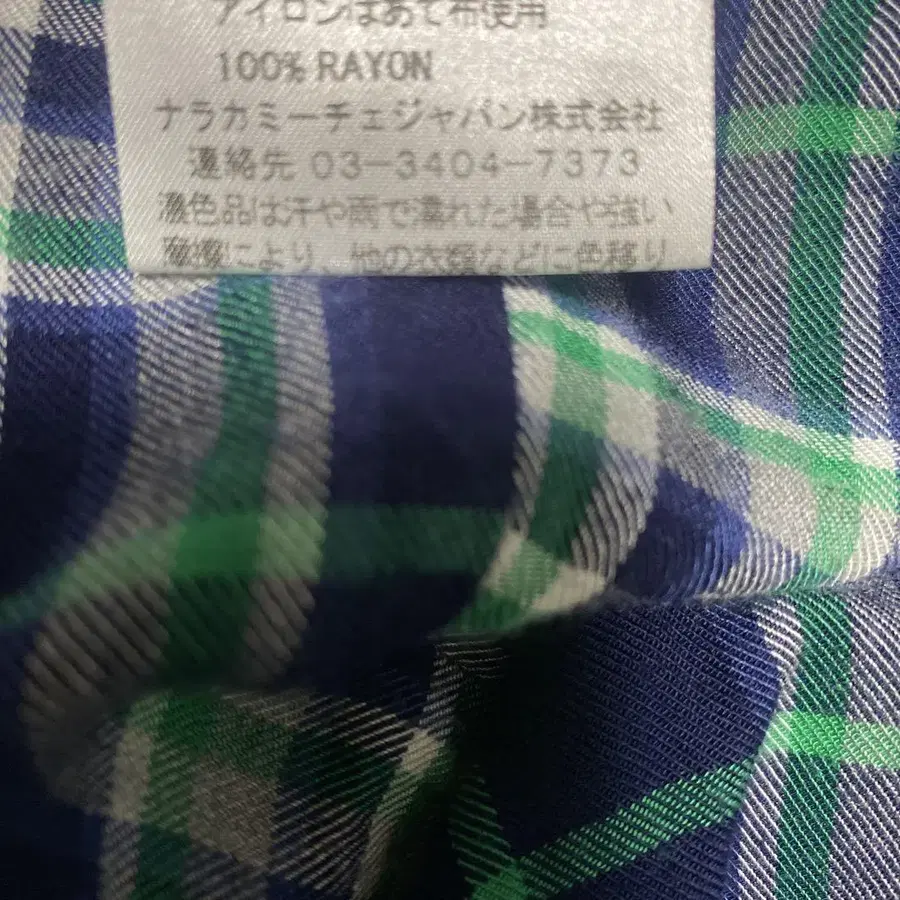 アイロンはあて布使用
100% RAYON
ナラカミーチェジャパン株式会社
連絡先 03-3404-7373
濃色品は汗や雨で濡れた場合や強い
摩擦により、他の衣類などに色移り